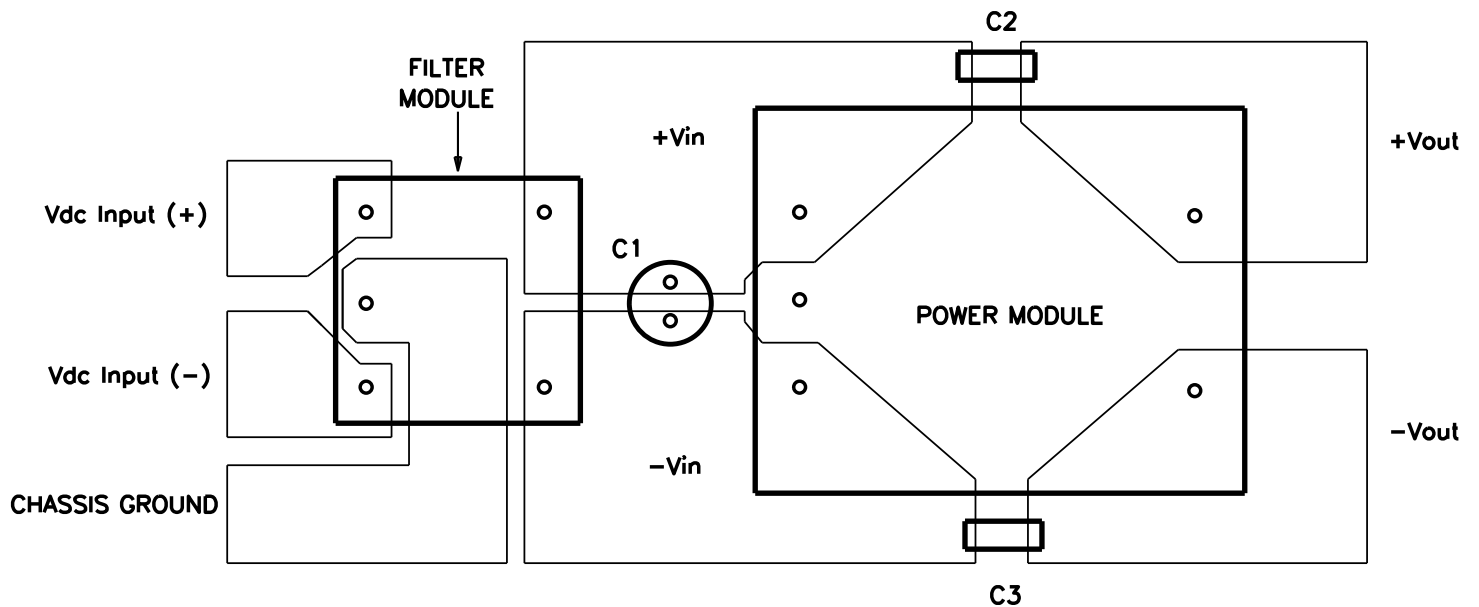 C2
FILTER
MODULE
+Vin
+Vout
Vdc Input (+)
C1
POWER MODULE
Vdc Input (-)
-Vout
-Vin
CHASSIS GROUND
C3